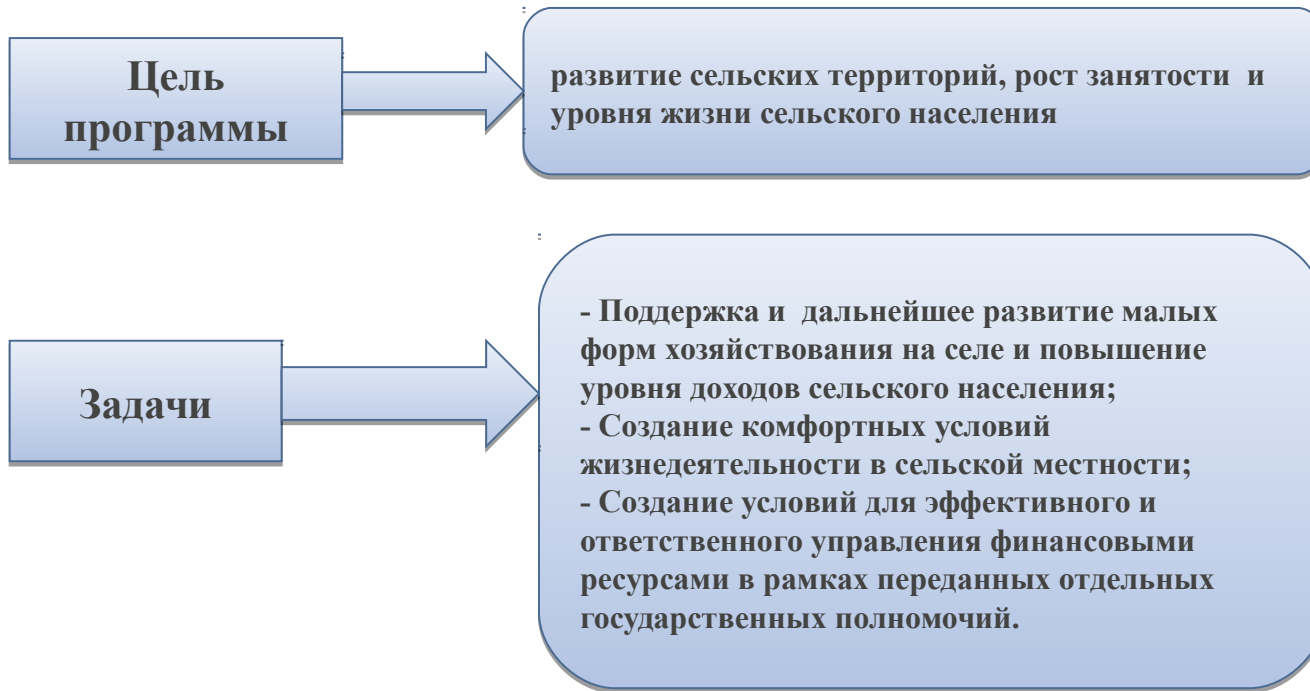 Цель
программы
развитие сельских территорий, рост занятости  и
уровня жизни сельского населения
Задачи
- Поддержка и  дальнейшее развитие малых
форм хозяйствования на селе и повышение
уровня доходов сельского населения;
- Создание комфортных условий
жизнедеятельности в сельской местности;
- Создание условий для эффективного и
ответственного управления финансовыми
ресурсами в рамках переданных отдельных
государственных полномочий.